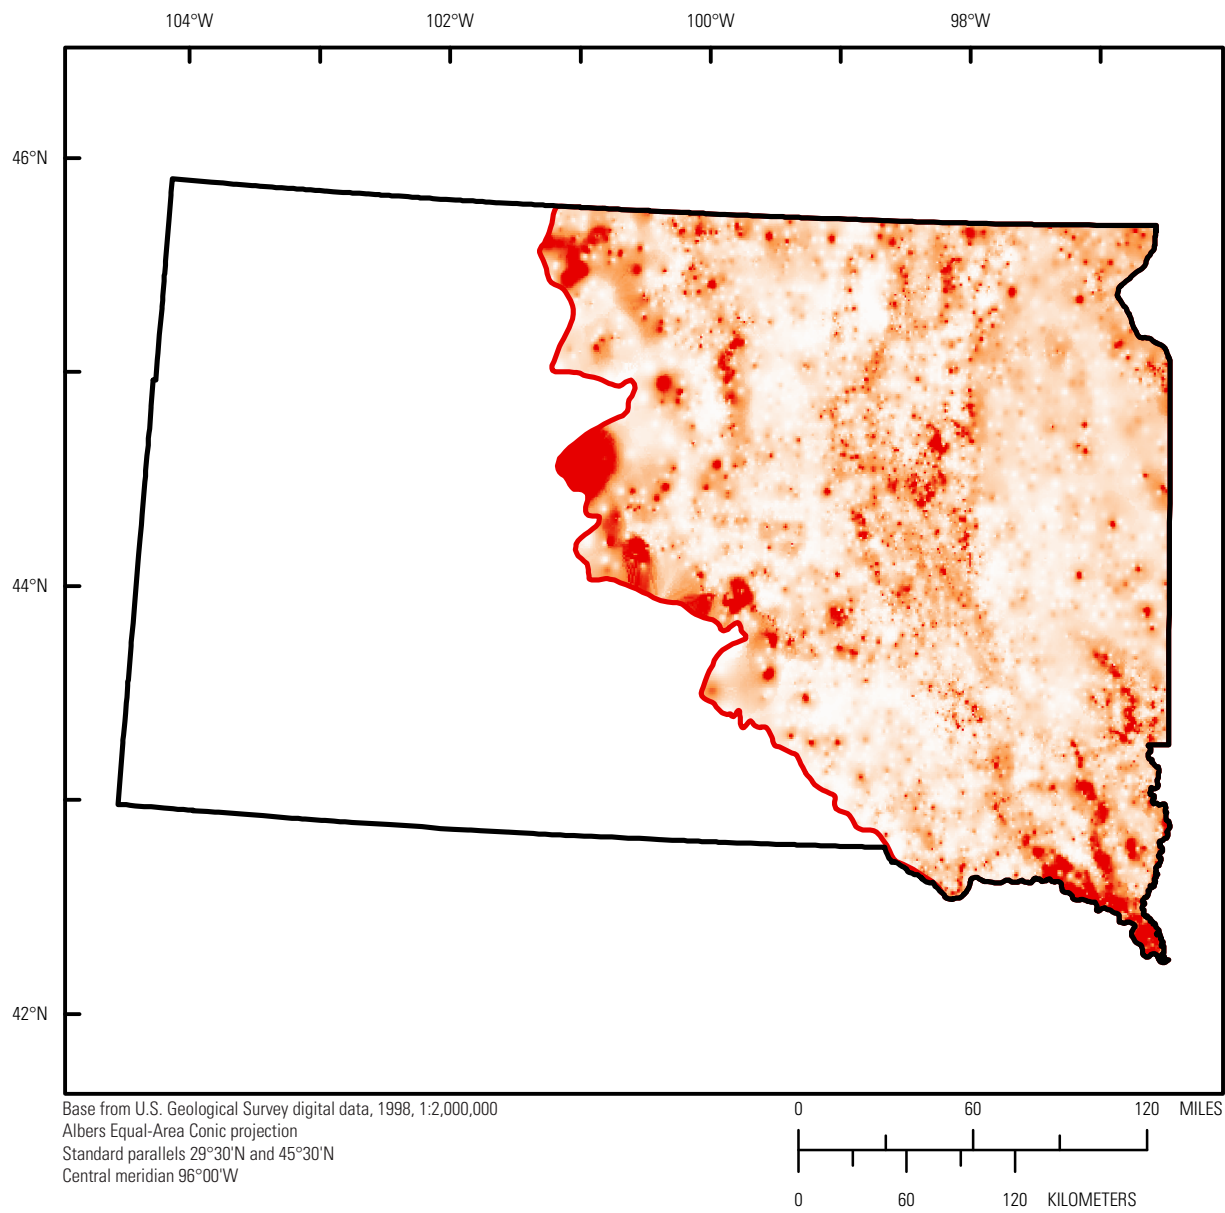 104°W 102°W 100°W 98°W
46°N
44°N
42°N
Base from U.S. Geological Survey digital data, 1998, 1:2,000,000
Albers Equal-Area Conic projection
Standard parallels 29°30'N and 45°30'N
Central meridian 96°00'W
0 60 120 MILES
0 60 120 KILOMETERS